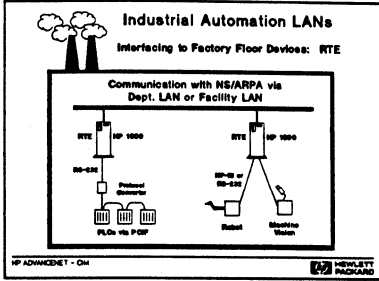 Industrial Automation LANs
Interfacing to Factory Floor Devices: RTE
Communication with NS/ARPA via
Dept. LAN or Facility LAN
RTE HP 1000
RTE HP 1000
RS-232
HP-IB or
RS-232
Protocol
Converter
PLCs via PCIF
Robot
Machine
Vision
HP ADVANCENET - CIM
hp HEWLETT
PACKARD